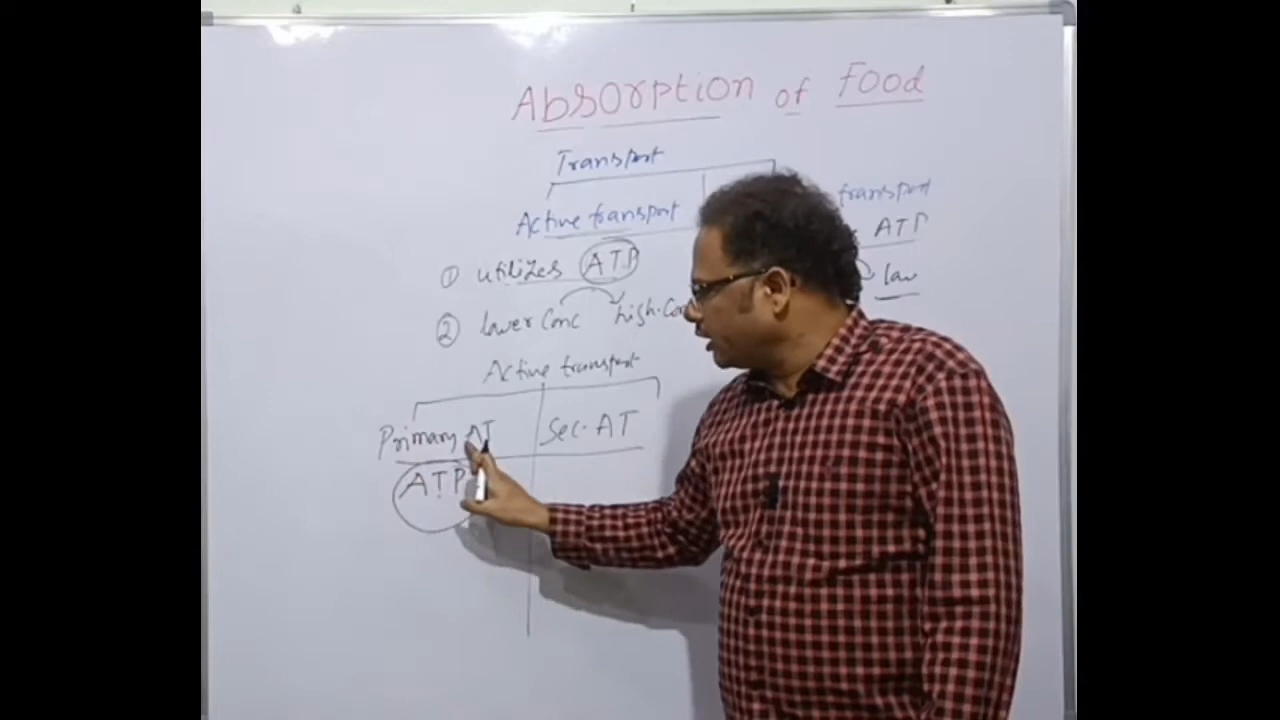 Absorption of Food
Transport
Active transport
transport
① utilizes ATP
ATP
② lower conc high. Con
law
Active transport
Primary AT
Sec. AT
ATP